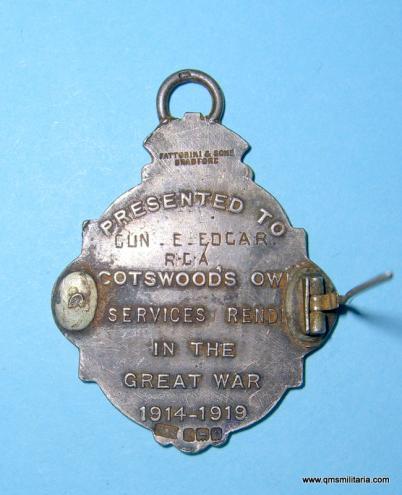 FATTORINI & SONS
BRADFORD
PRESENTED TO
GUN. E. EDGAR.
R.G.A.
SCOTSWOOD'S OW
SERVICES REND
IN THE
GREAT WAR
1914-1919
www.qmsmilitaria.com